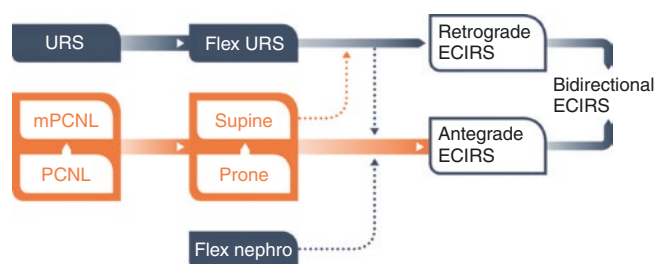 URS
Flex URS
Retrograde
ECIRS
Bidirectional
ECIRS
mPCNL
Supine
Antegrade
ECIRS
PCNL
Prone
Flex nephro